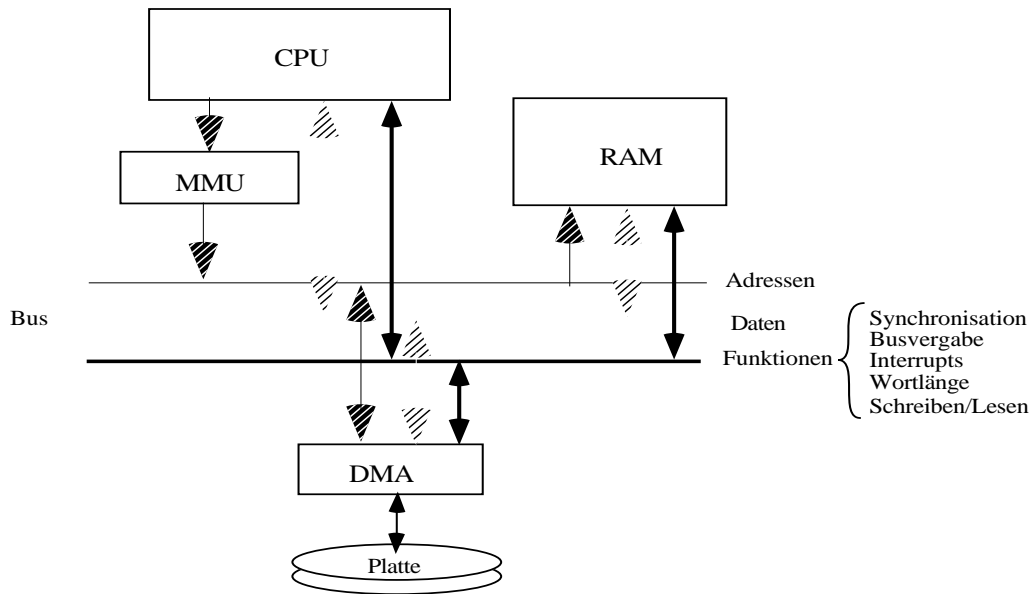 CPU
RAM
MMU
Adressen
Bus
Daten
Funktionen
Synchronisation
Busvergabe
Interrupts
Wortlänge
Schreiben/Lesen
DMA
Platte